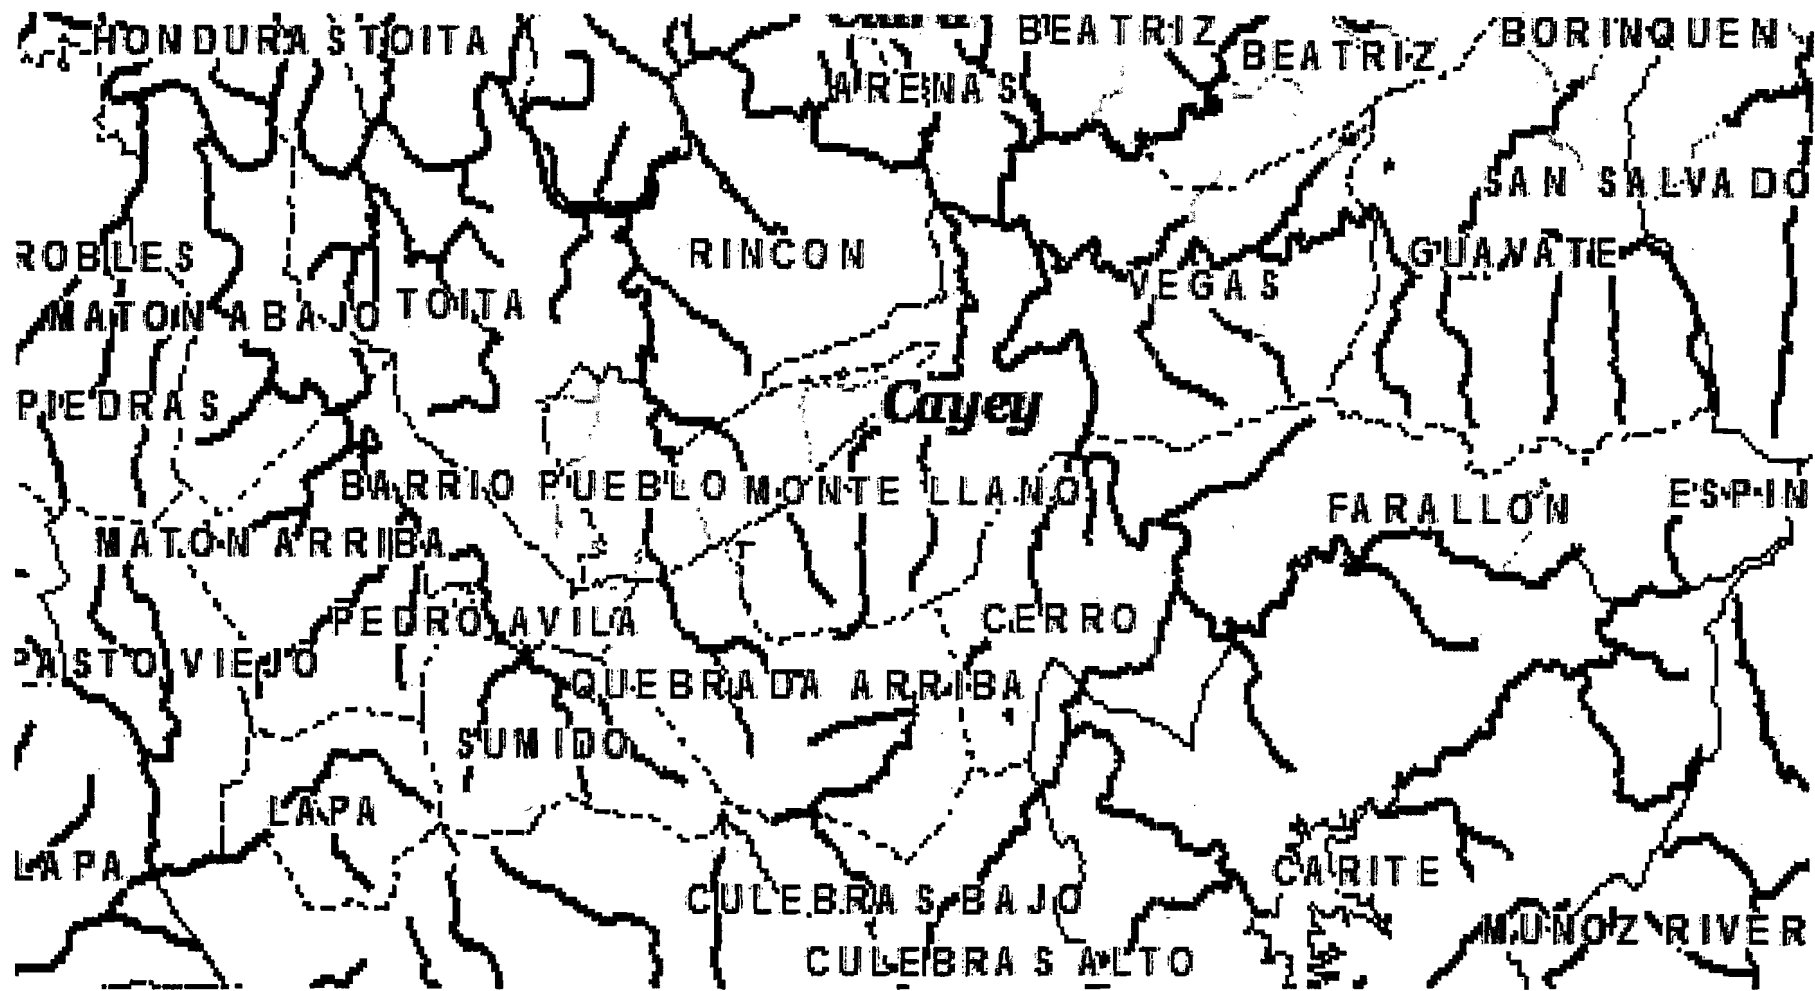 HONDURAS TOITA
BEATRIZ
BEATRIZ
BORINQUEN
ARENAS
SAN SALVADO
ROBLES
RINCON
GUAVATE
VEGAS
MATON ABAJO
TOITA
PIEDRAS
Cayey
BARRIO PUEBLO
MONTE LLANO
FARALLON
ESPIN
MATON ARRIBA
PEDRO AVILA
CERRO
PASTO VIEJO
QUEBRADA ARRIBA
SUMIDO
LAPA
LAPA
CARITE
CULEBRAS BAJO
MUÑOZ RIVER
CULEBRAS ALTO